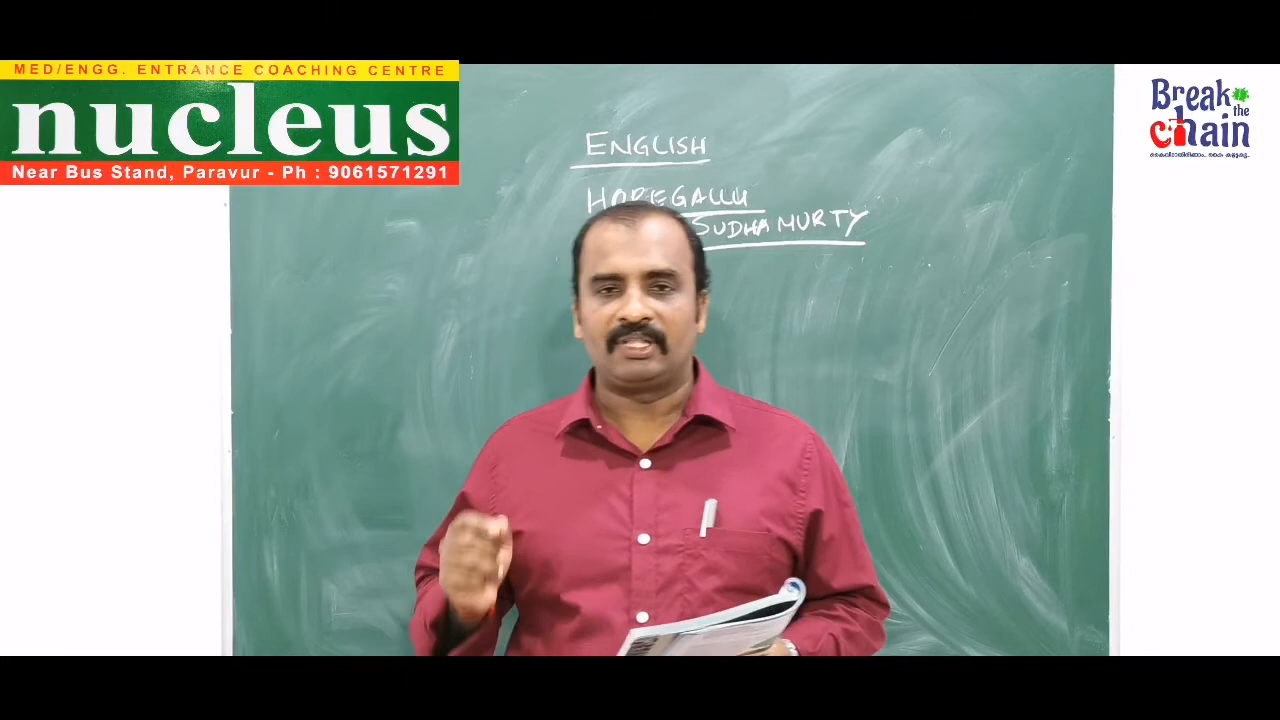 MED/ENGG. ENTRANCE COACHING CENTRE
nucleus
Near Bus Stand, Paravur - Ph : 9061571291
Break
the
chain
ENGLISH
HOREGALLU
SUDHA MURTY